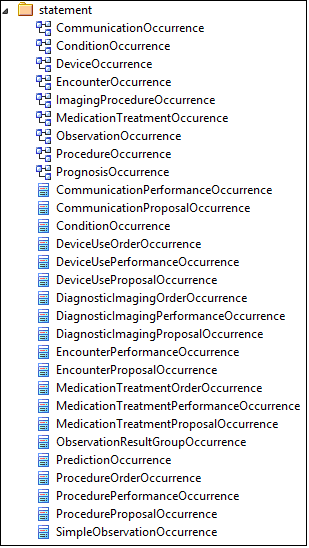 statement
CommunicationOccurrence
ConditionOccurrence
DeviceOccurrence
EncounterOccurrence
ImagingProcedureOccurrence
MedicationTreatmentOccurence
ObservationOccurrence
ProcedureOccurrence
PrognosisOccurrence
CommunicationPerformanceOccurrence
CommunicationProposalOccurrence
ConditionOccurrence
DeviceUseOrderOccurrence
DeviceUsePerformanceOccurrence
DeviceUseProposalOccurrence
DiagnosticImagingOrderOccurrence
DiagnosticImagingPerformanceOccurrence
DiagnosticImagingProposalOccurrence
EncounterPerformanceOccurrence
EncounterProposalOccurrence
MedicationTreatmentOrderOccurrence
MedicationTreatmentPerformanceOccurrence
MedicationTreatmentProposalOccurrence
ObservationResultGroupOccurrence
PredictionOccurrence
ProcedureOrderOccurrence
ProcedurePerformanceOccurrence
ProcedureProposalOccurrence
SimpleObservationOccurrence